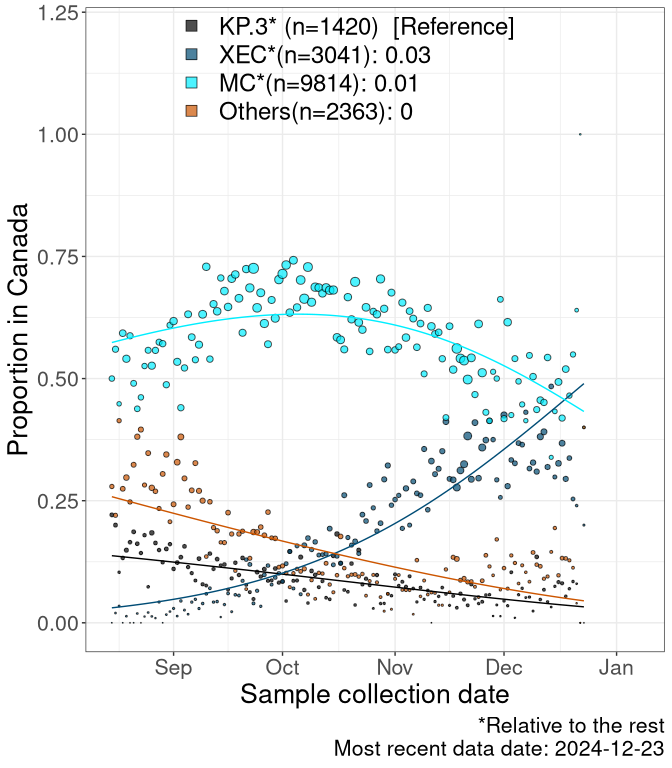 KP.3* (n=1420)  [Reference]
XEC*(n=3041): 0.03
MC*(n=9814): 0.01
Others(n=2363): 0
1.25
1.00
0.75
0.50
0.25
0.00
Proportion in Canada
Sep Oct Nov Dec Jan
Sample collection date
*Relative to the rest
Most recent data date: 2024-12-23